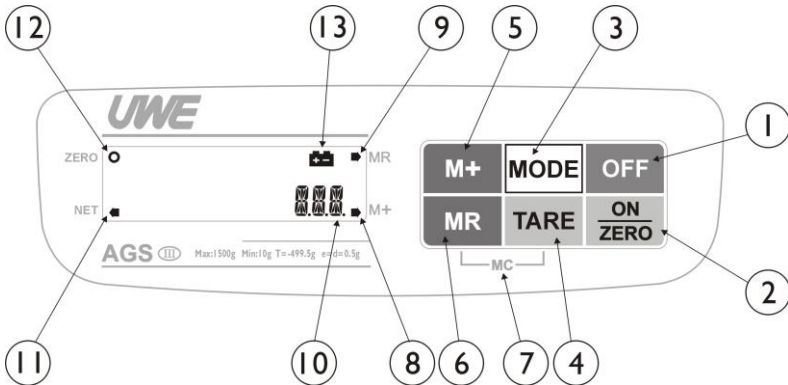 12
13
9
5
3
1
UWE
ZERO
MR
M+
MODE
OFF
NET
M+
MR
TARE
ON
ZERO
AGS III Max:1500g Min:10g T=-499.5g e=d=0.5g
MC
2
11
10
8
6
7
4